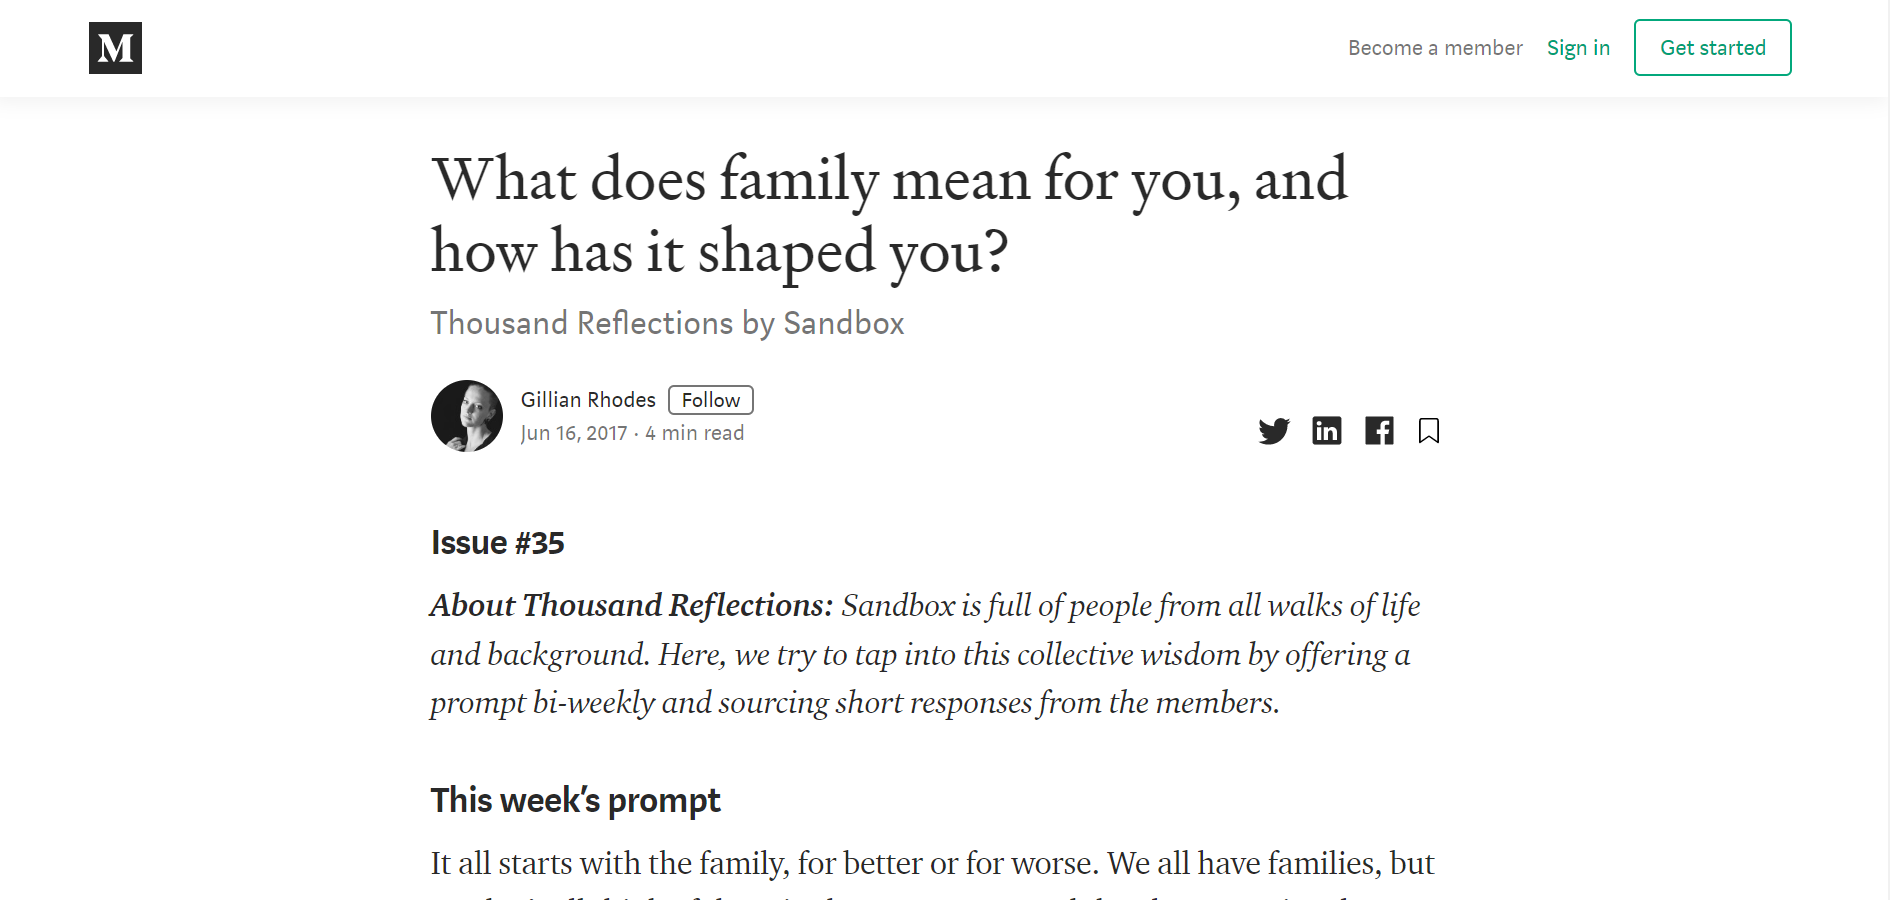 M
Become a member Sign in Get started
What does family mean for you, and
how has it shaped you?
Thousand Reflections by Sandbox
Gillian Rhodes Follow
Jun 16, 2017 · 4 min read
Issue #35
About Thousand Reflections: Sandbox is full of people from all walks of life
and background. Here, we try to tap into this collective wisdom by offering a
prompt bi-weekly and sourcing short responses from the members.
This week’s prompt
It all starts with the family, for better or for worse. We all have families, but